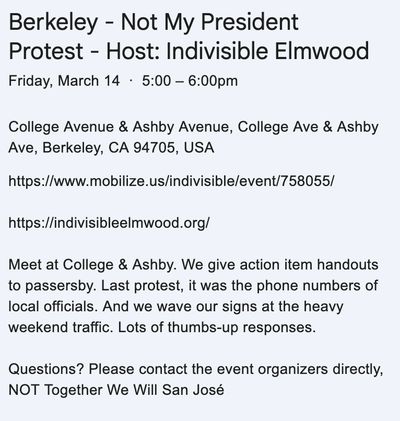 Berkeley - Not My President
Protest - Host: Indivisible Elmwood
Friday, March 14 · 5:00 – 6:00pm
College Avenue & Ashby Avenue, College Ave & Ashby
Ave, Berkeley, CA 94705, USA
https://www.mobilize.us/indivisible/event/758055/
https://indivisibleelmwood.org/
Meet at College & Ashby. We give action item handouts
to passersby. Last protest, it was the phone numbers of
local officials. And we wave our signs at the heavy
weekend traffic. Lots of thumbs-up responses.
Questions? Please contact the event organizers directly,
NOT Together We Will San José